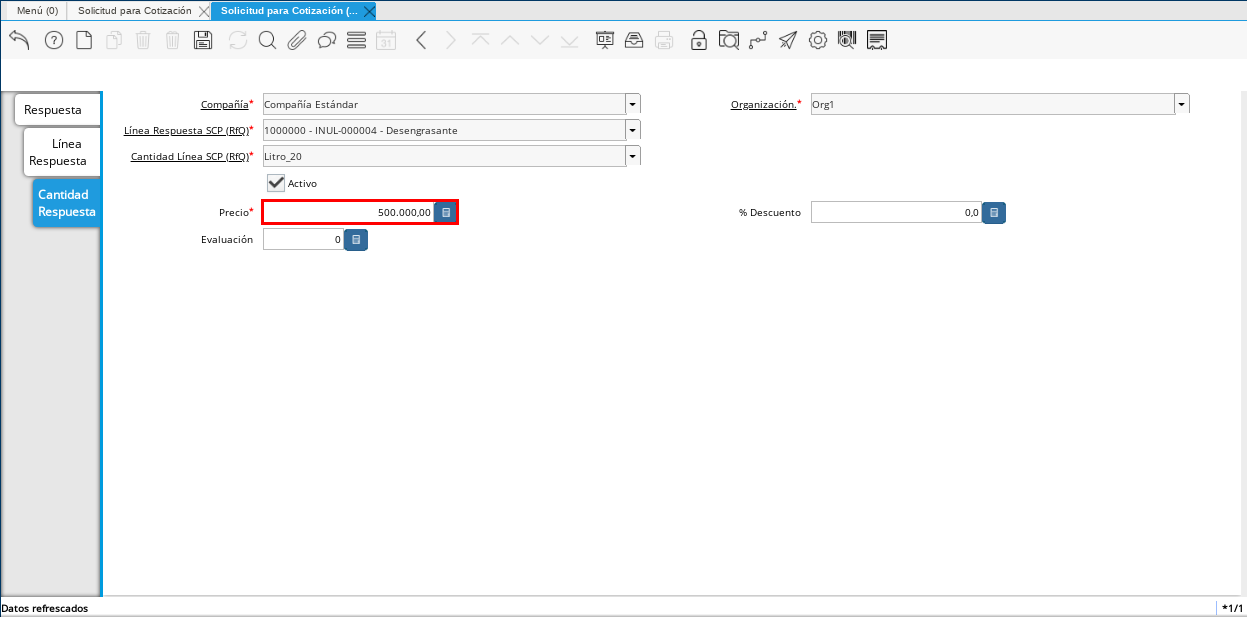 Menú (0) Solicitud para Cotización Solicitud para Cotización (...
?
31
Respuesta
Línea
Respuesta
Cantidad
Respuesta
Compañía* Compañía Estándar Organización.* Org1
Línea Respuesta SCP (RfQ)* 1000000 - INUL-000004 - Desengrasante
Cantidad Línea SCP (RfQ)* Litro_20
Activo
Precio* 500.000,00 % Descuento 0,0
Evaluación 0
Datos refrescados *1/1